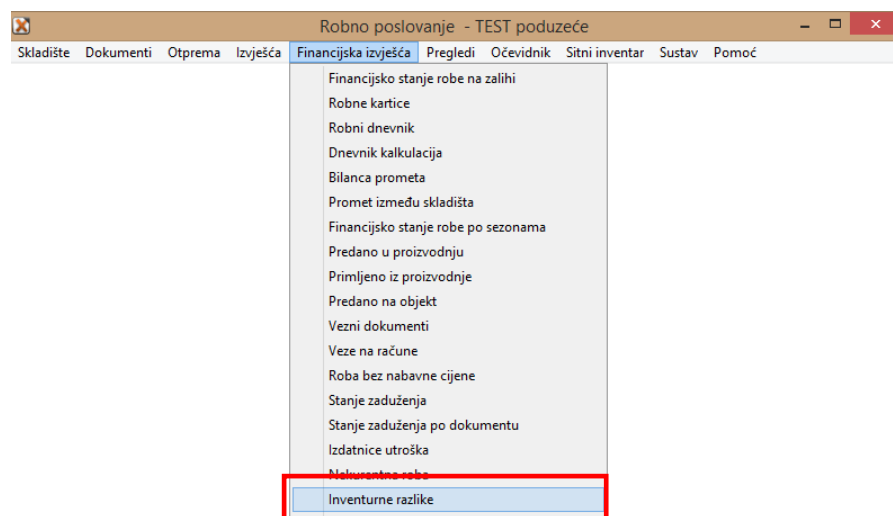 Robno poslovanje - TEST poduzeće
Skladište Dokumenti Otprema Izvješća Financijska izvješća Pregledi Očevidnik Sitni inventar Sustav Pomoć
Financijsko stanje robe na zalihi
Robne kartice
Robni dnevnik
Dnevnik kalkulacija
Bilanca prometa
Promet između skladišta
Financijsko stanje robe po sezonama
Predano u proizvodnju
Primljeno iz proizvodnje
Predano na objekt
Vezni dokumenti
Veze na račune
Roba bez nabavne cijene
Stanje zaduženja
Stanje zaduženja po dokumentu
Izdatnice utroška
Nekurentna roba
Inventurne razlike